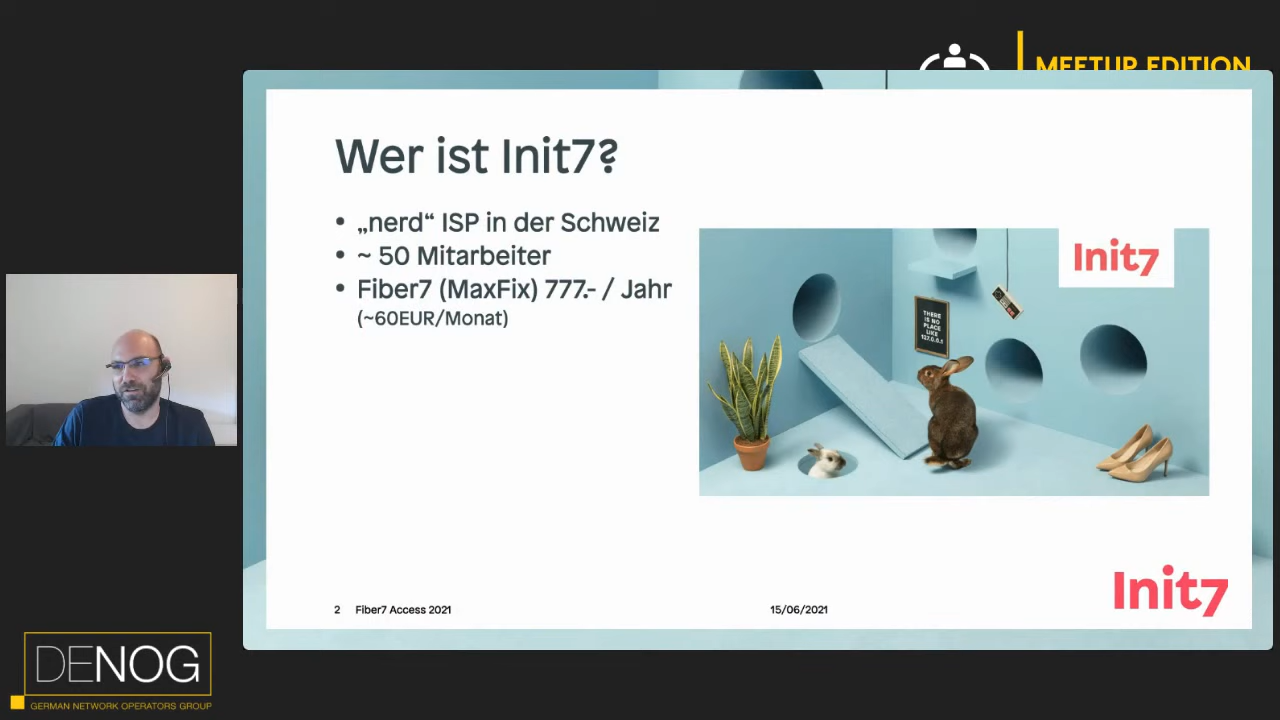 MEETUP EDITION
Wer ist Init7?
• „nerd“ ISP in der Schweiz
• ~ 50 Mitarbeiter
• Fiber7 (MaxFix) 777.- / Jahr
(~60EUR/Monat)
Init7
THERE
IS NO
PLACE
LIKE
127.0.0.1
Init7
2 Fiber7 Access 2021
15/06/2021
DENOG
GERMAN NETWORK OPERATORS GROUP